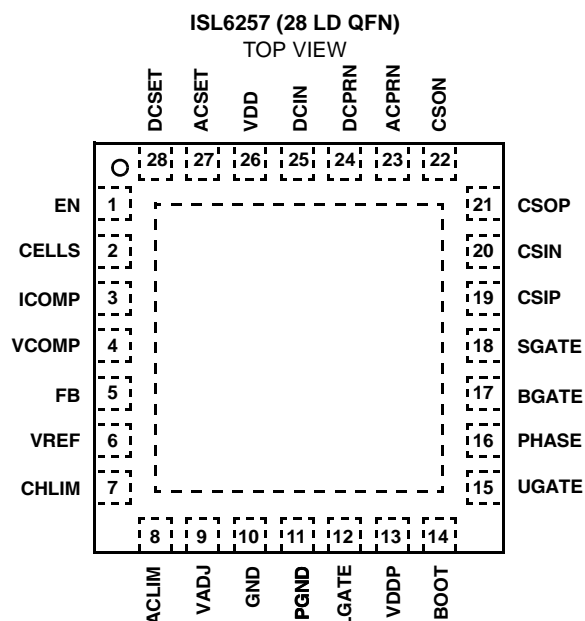 ISL6257 (28 LD QFN)
TOP VIEW
DCSET
ACSET
VDD
DCIN
DCPRN
ACPRN
CSON
28 27 26 25 24 23 22
EN 1
CELLS 2
ICOMP 3
VCOMP 4
FB 5
VREF 6
CHLIM 7
21 CSOP
20 CSIN
19 CSIP
18 SGATE
17 BGATE
16 PHASE
15 UGATE
8 9 10 11 12 13 14
ACLIM
VADJ
GND
PGND
LGATE
VDDP
BOOT